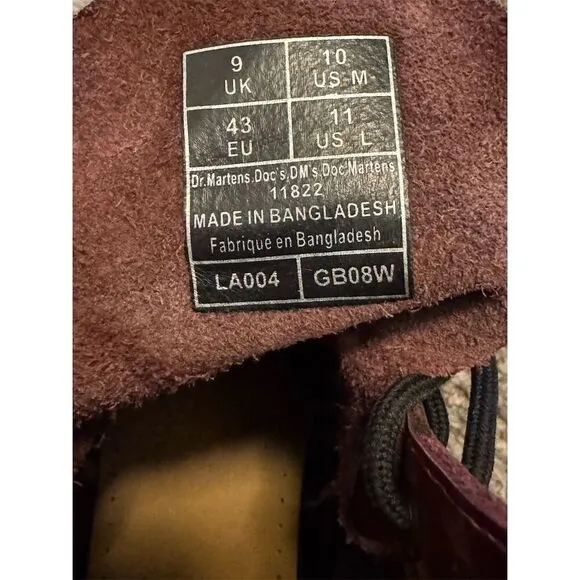 9 UK
10 US M
43 EU
11 US L
Dr.Martens.Doc's.DM's.Doc Martens
11822
MADE IN BANGLADESH
Fabrique en Bangladesh
LA004
GB08W